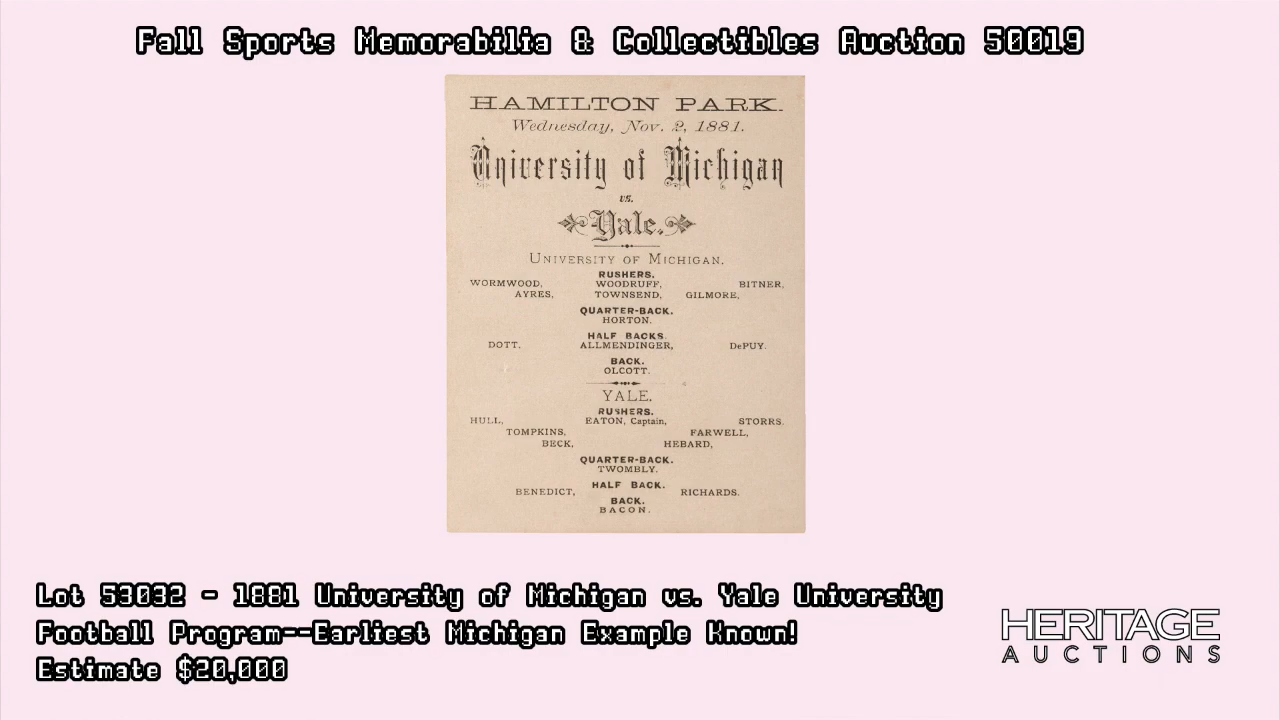 Fall Sports Memorabilia & Collectibles Auction 50019
HAMILTON PARK.
Wednesday, Nov. 2, 1881.
University of Michigan
vs.
Yale.
UNIVERSITY OF MICHIGAN.
RUSHERS.
WORMWOOD, WOODRUFF, BITNER,
AYRES, TOWNSEND, GILMORE,
QUARTER-BACK.
HORTON.
HALF BACKS.
DOTT. ALLMENDINGER, DePUY.
BACK.
OLCOTT.
YALE.
RUSHERS.
HULL, EATON, Captain, STORRS.
TOMPKINS, FARWELL,
BECK, HEBARD,
QUARTER-BACK.
TWOMBLY.
HALF BACK.
BENEDICT, RICHARDS.
BACK.
BACON.
Lot 53032 - 1881 University of Michigan vs. Yale University
Football Program--Earliest Michigan Example Known!
Estimate $20,000
HERITAGE
AUCTIONS